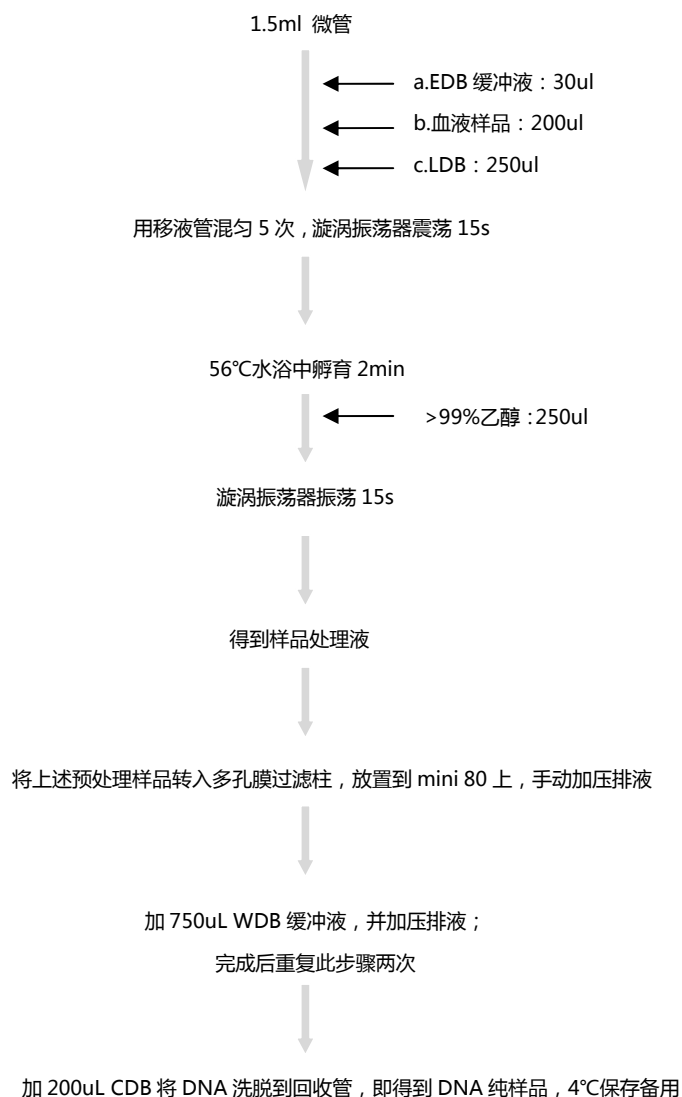 1.5ml 微管
a.EDB 缓冲液：30ul
b.血液样品：200ul
c.LDB：250ul
用移液管混匀 5 次，漩涡振荡器震荡 15s
56℃水浴中孵育 2min
>99%乙醇：250ul
漩涡振荡器振荡 15s
得到样品处理液
将上述预处理样品转入多孔膜过滤柱，放置到 mini 80 上，手动加压排液
加 750uL WDB 缓冲液，并加压排液；
完成后重复此步骤两次
加 200uL CDB 将 DNA 洗脱到回收管，即得到 DNA 纯样品，4℃保存备用